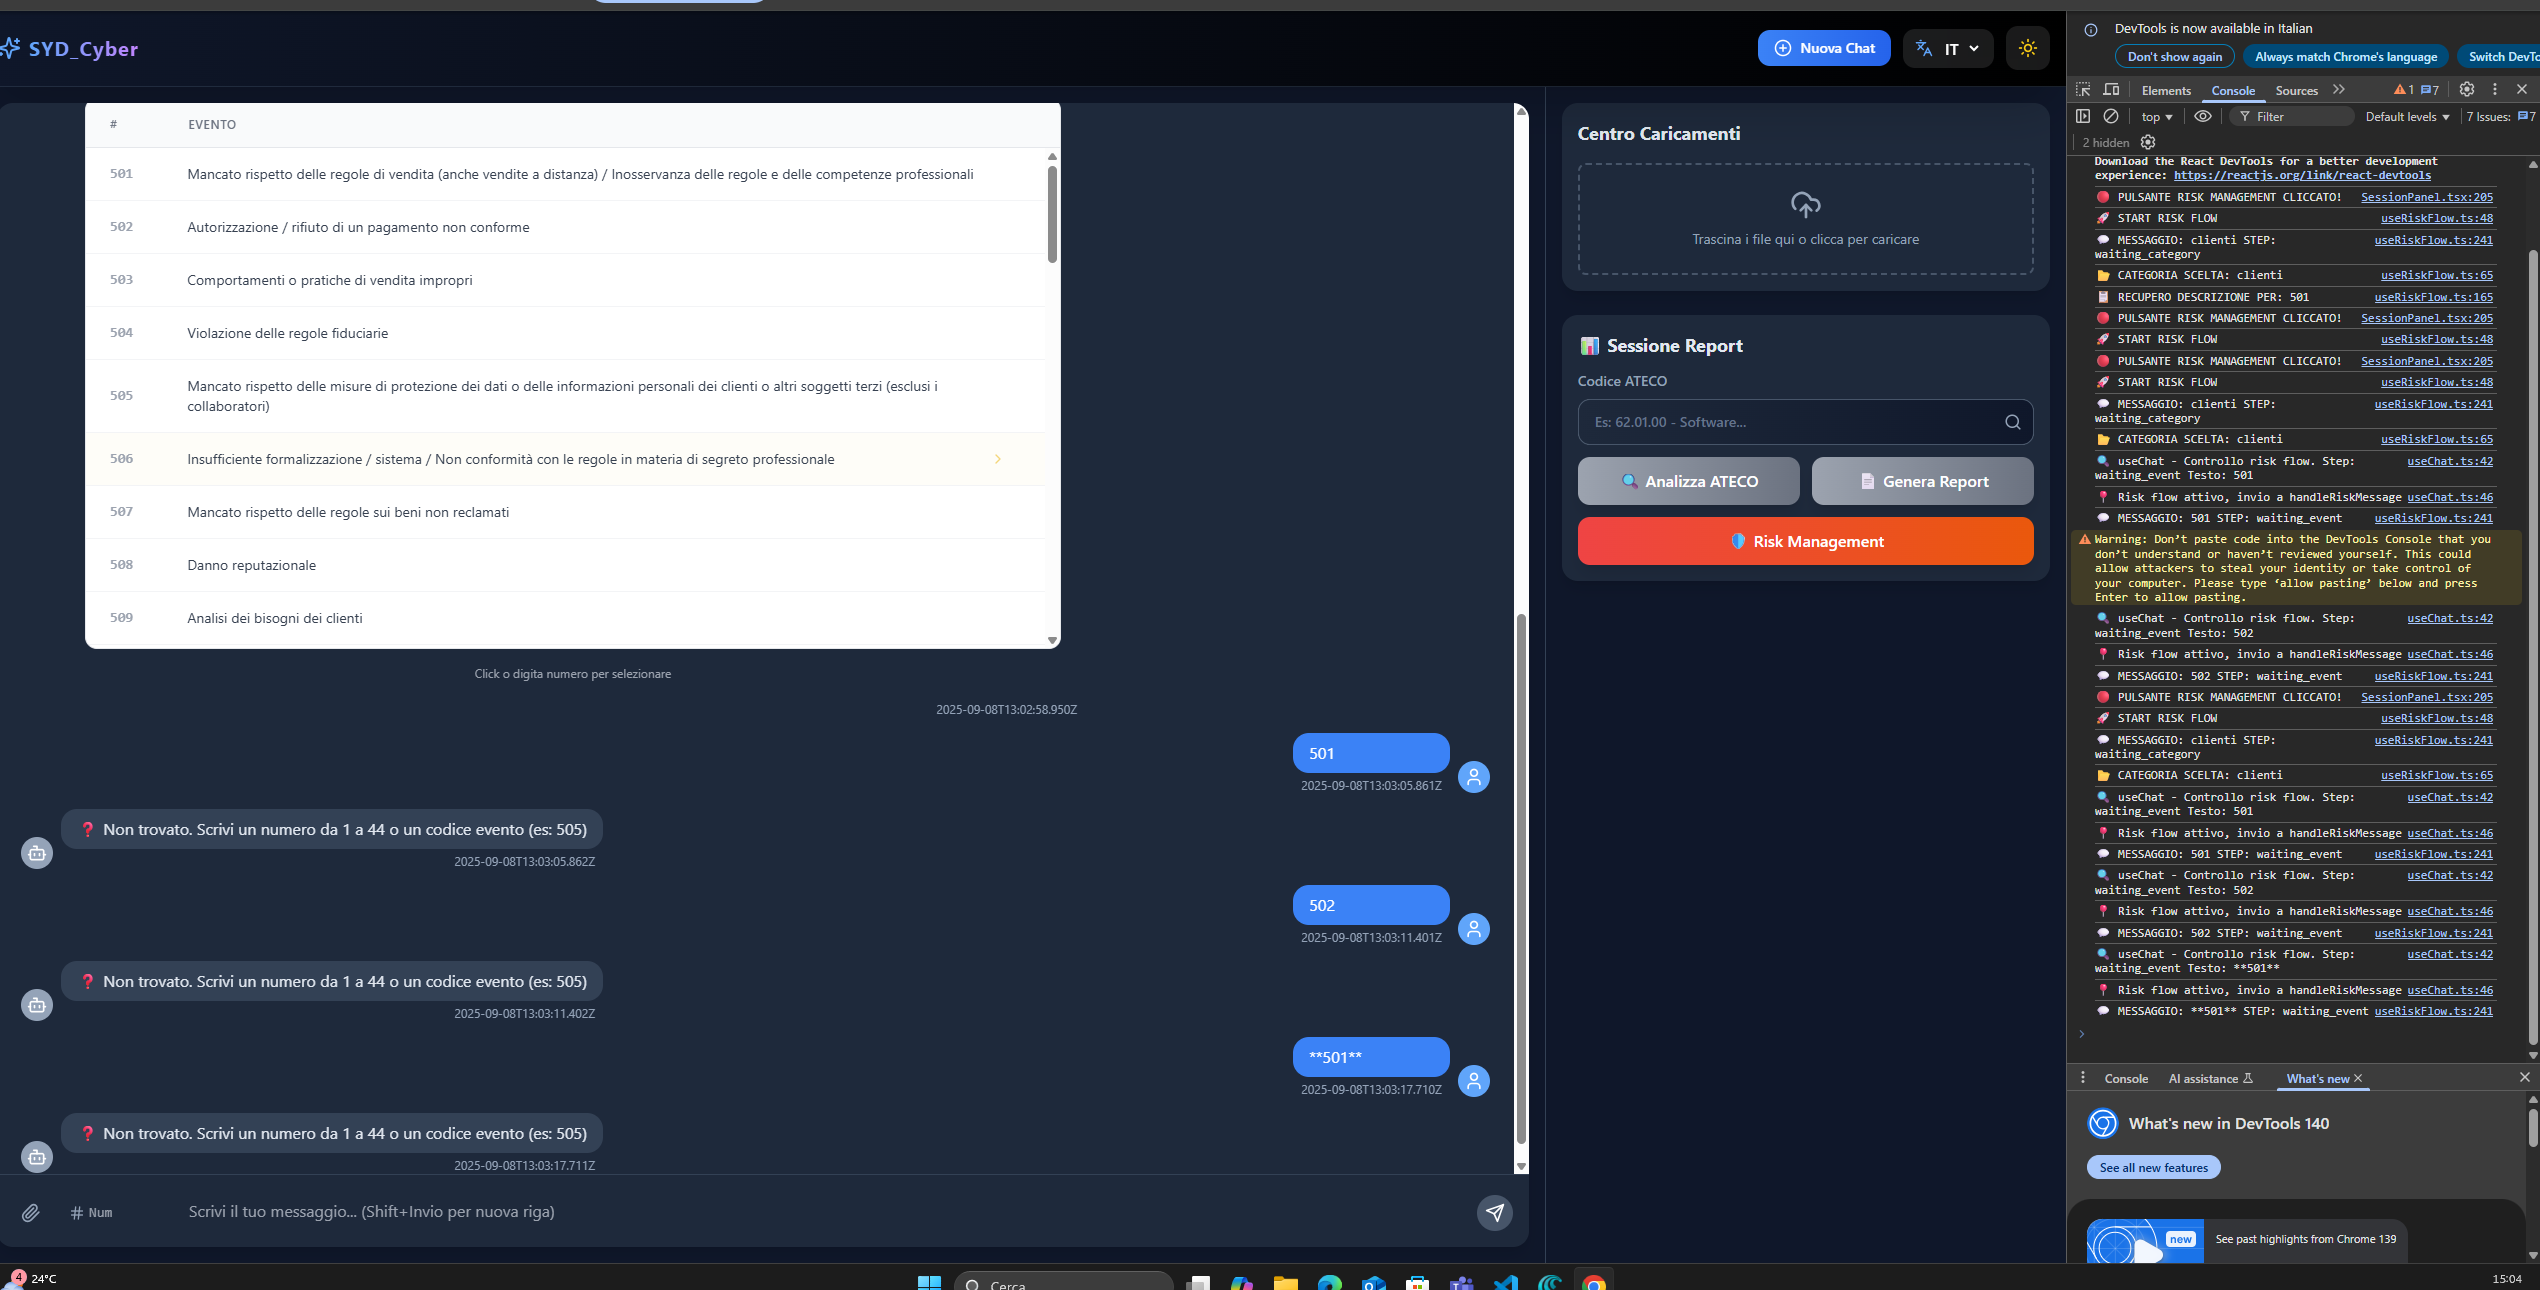 SYD_Cyber
Nuova Chat
IT
# EVENTO
501 Mancato rispetto delle regole di vendita (anche vendite a distanza) / Inosservanza delle regole e delle competenze professionali
502 Autorizzazione / rifiuto di un pagamento non conforme
503 Comportamenti o pratiche di vendita impropri
504 Violazione delle regole fiduciarie
505 Mancato rispetto delle misure di protezione dei dati o delle informazioni personali dei clienti o altri soggetti terzi (esclusi i
collaboratori)
506 Insufficiente formalizzazione / sistema / Non conformità con le regole in materia di segreto professionale
507 Mancato rispetto delle regole sui beni non reclamati
508 Danno reputazionale
509 Analisi dei bisogni dei clienti
Click o digita numero per selezionare
2025-09-08T13:02:58.950Z
501
2025-09-08T13:03:05.861Z
❓ Non trovato. Scrivi un numero da 1 a 44 o un codice evento (es: 505)
2025-09-08T13:03:05.862Z
502
2025-09-08T13:03:11.401Z
❓ Non trovato. Scrivi un numero da 1 a 44 o un codice evento (es: 505)
2025-09-08T13:03:11.402Z
**501**
2025-09-08T13:03:17.710Z
❓ Non trovato. Scrivi un numero da 1 a 44 o un codice evento (es: 505)
2025-09-08T13:03:17.711Z
# Num
Scrivi il tuo messaggio... (Shift+Invio per nuova riga)
Centro Caricamenti
Trascina i file qui o clicca per caricare
Sessione Report
Codice ATECO
Es: 62.01.00 - Software...
Analizza ATECO
Genera Report
Risk Management
DevTools is now available in Italian
Don't show again
Always match Chrome's language
Switch DevTo
Elements
Console
Sources
1
7
top
Filter
Default levels
7 Issues:
7
2 hidden
Download the React DevTools for a better development
experience: https://reactjs.org/link/react-devtools
PULSANTE RISK MANAGEMENT CLICCATO! SessionPanel.tsx:205
START RISK FLOW useRiskFlow.ts:48
MESSAGGIO: clienti STEP: useRiskFlow.ts:241
waiting_category
CATEGORIA SCELTA: clienti useRiskFlow.ts:65
RECUPERO DESCRIZIONE PER: 501 useRiskFlow.ts:165
PULSANTE RISK MANAGEMENT CLICCATO! SessionPanel.tsx:205
START RISK FLOW useRiskFlow.ts:48
PULSANTE RISK MANAGEMENT CLICCATO! SessionPanel.tsx:205
START RISK FLOW useRiskFlow.ts:48
MESSAGGIO: clienti STEP: useRiskFlow.ts:241
waiting_category
CATEGORIA SCELTA: clienti useRiskFlow.ts:65
useChat - Controllo risk flow. Step: useChat.ts:42
waiting_event Testo: 501
Risk flow attivo, invio a handleRiskMessage useChat.ts:46
MESSAGGIO: 501 STEP: waiting_event useRiskFlow.ts:241
Warning: Don’t paste code into the DevTools Console that you
don’t understand or haven’t reviewed yourself. This could
allow attackers to steal your identity or take control of
your computer. Please type ‘allow pasting’ below and press
Enter to allow pasting.
useChat - Controllo risk flow. Step: useChat.ts:42
waiting_event Testo: 502
Risk flow attivo, invio a handleRiskMessage useChat.ts:46
MESSAGGIO: 502 STEP: waiting_event useRiskFlow.ts:241
PULSANTE RISK MANAGEMENT CLICCATO! SessionPanel.tsx:205
START RISK FLOW useRiskFlow.ts:48
MESSAGGIO: clienti STEP: useRiskFlow.ts:241
waiting_category
CATEGORIA SCELTA: clienti useRiskFlow.ts:65
useChat - Controllo risk flow. Step: useChat.ts:42
waiting_event Testo: 501
Risk flow attivo, invio a handleRiskMessage useChat.ts:46
MESSAGGIO: 501 STEP: waiting_event useRiskFlow.ts:241
useChat - Controllo risk flow. Step: useChat.ts:42
waiting_event Testo: 502
Risk flow attivo, invio a handleRiskMessage useChat.ts:46
MESSAGGIO: 502 STEP: waiting_event useRiskFlow.ts:241
useChat - Controllo risk flow. Step: useChat.ts:42
waiting_event Testo: **501**
Risk flow attivo, invio a handleRiskMessage useChat.ts:46
MESSAGGIO: **501** STEP: waiting_event useRiskFlow.ts:241
Console
AI assistance
What's new
What's new in DevTools 140
See all new features
new
See past highlights from Chrome 139
4
24°C
Cerca
15:04